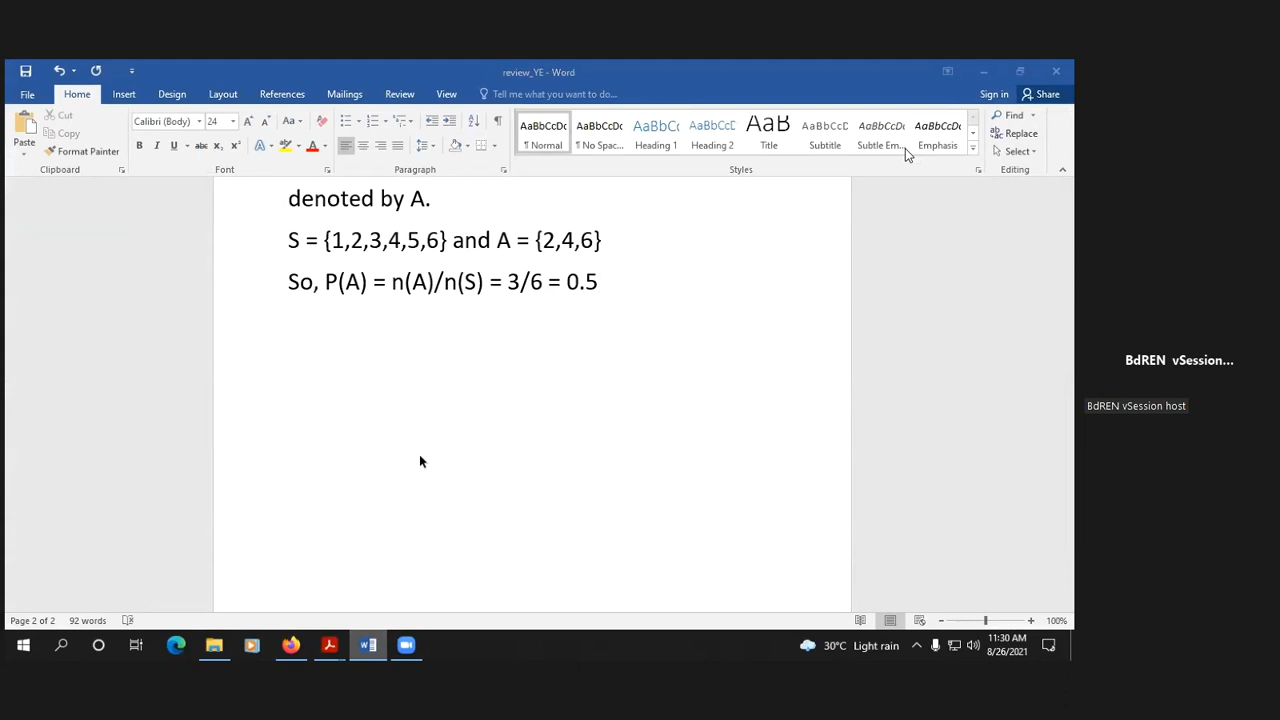 review_YE - Word
File Home Insert Design Layout References Mailings Review View Tell me what you want to do... Sign in Share
Paste
Cut
Copy
Format Painter
Clipboard
Calibri (Body) 24
Font
Paragraph
AaBbCcDc AaBbCcDc AaBbCc AaBbCcD AaB AaBbCcD AaBbCcDc AaBbCcDc
¶ Normal ¶ No Spac... Heading 1 Heading 2 Title Subtitle Subtle Em... Emphasis
Styles
Find
Replace
Select
Editing
denoted by A.
S = {1,2,3,4,5,6} and A = {2,4,6}
So, P(A) = n(A)/n(S) = 3/6 = 0.5
BdREN vSession...
BdREN vSession host
Page 2 of 2 92 words 100%
30°C Light rain
11:30 AM
8/26/2021